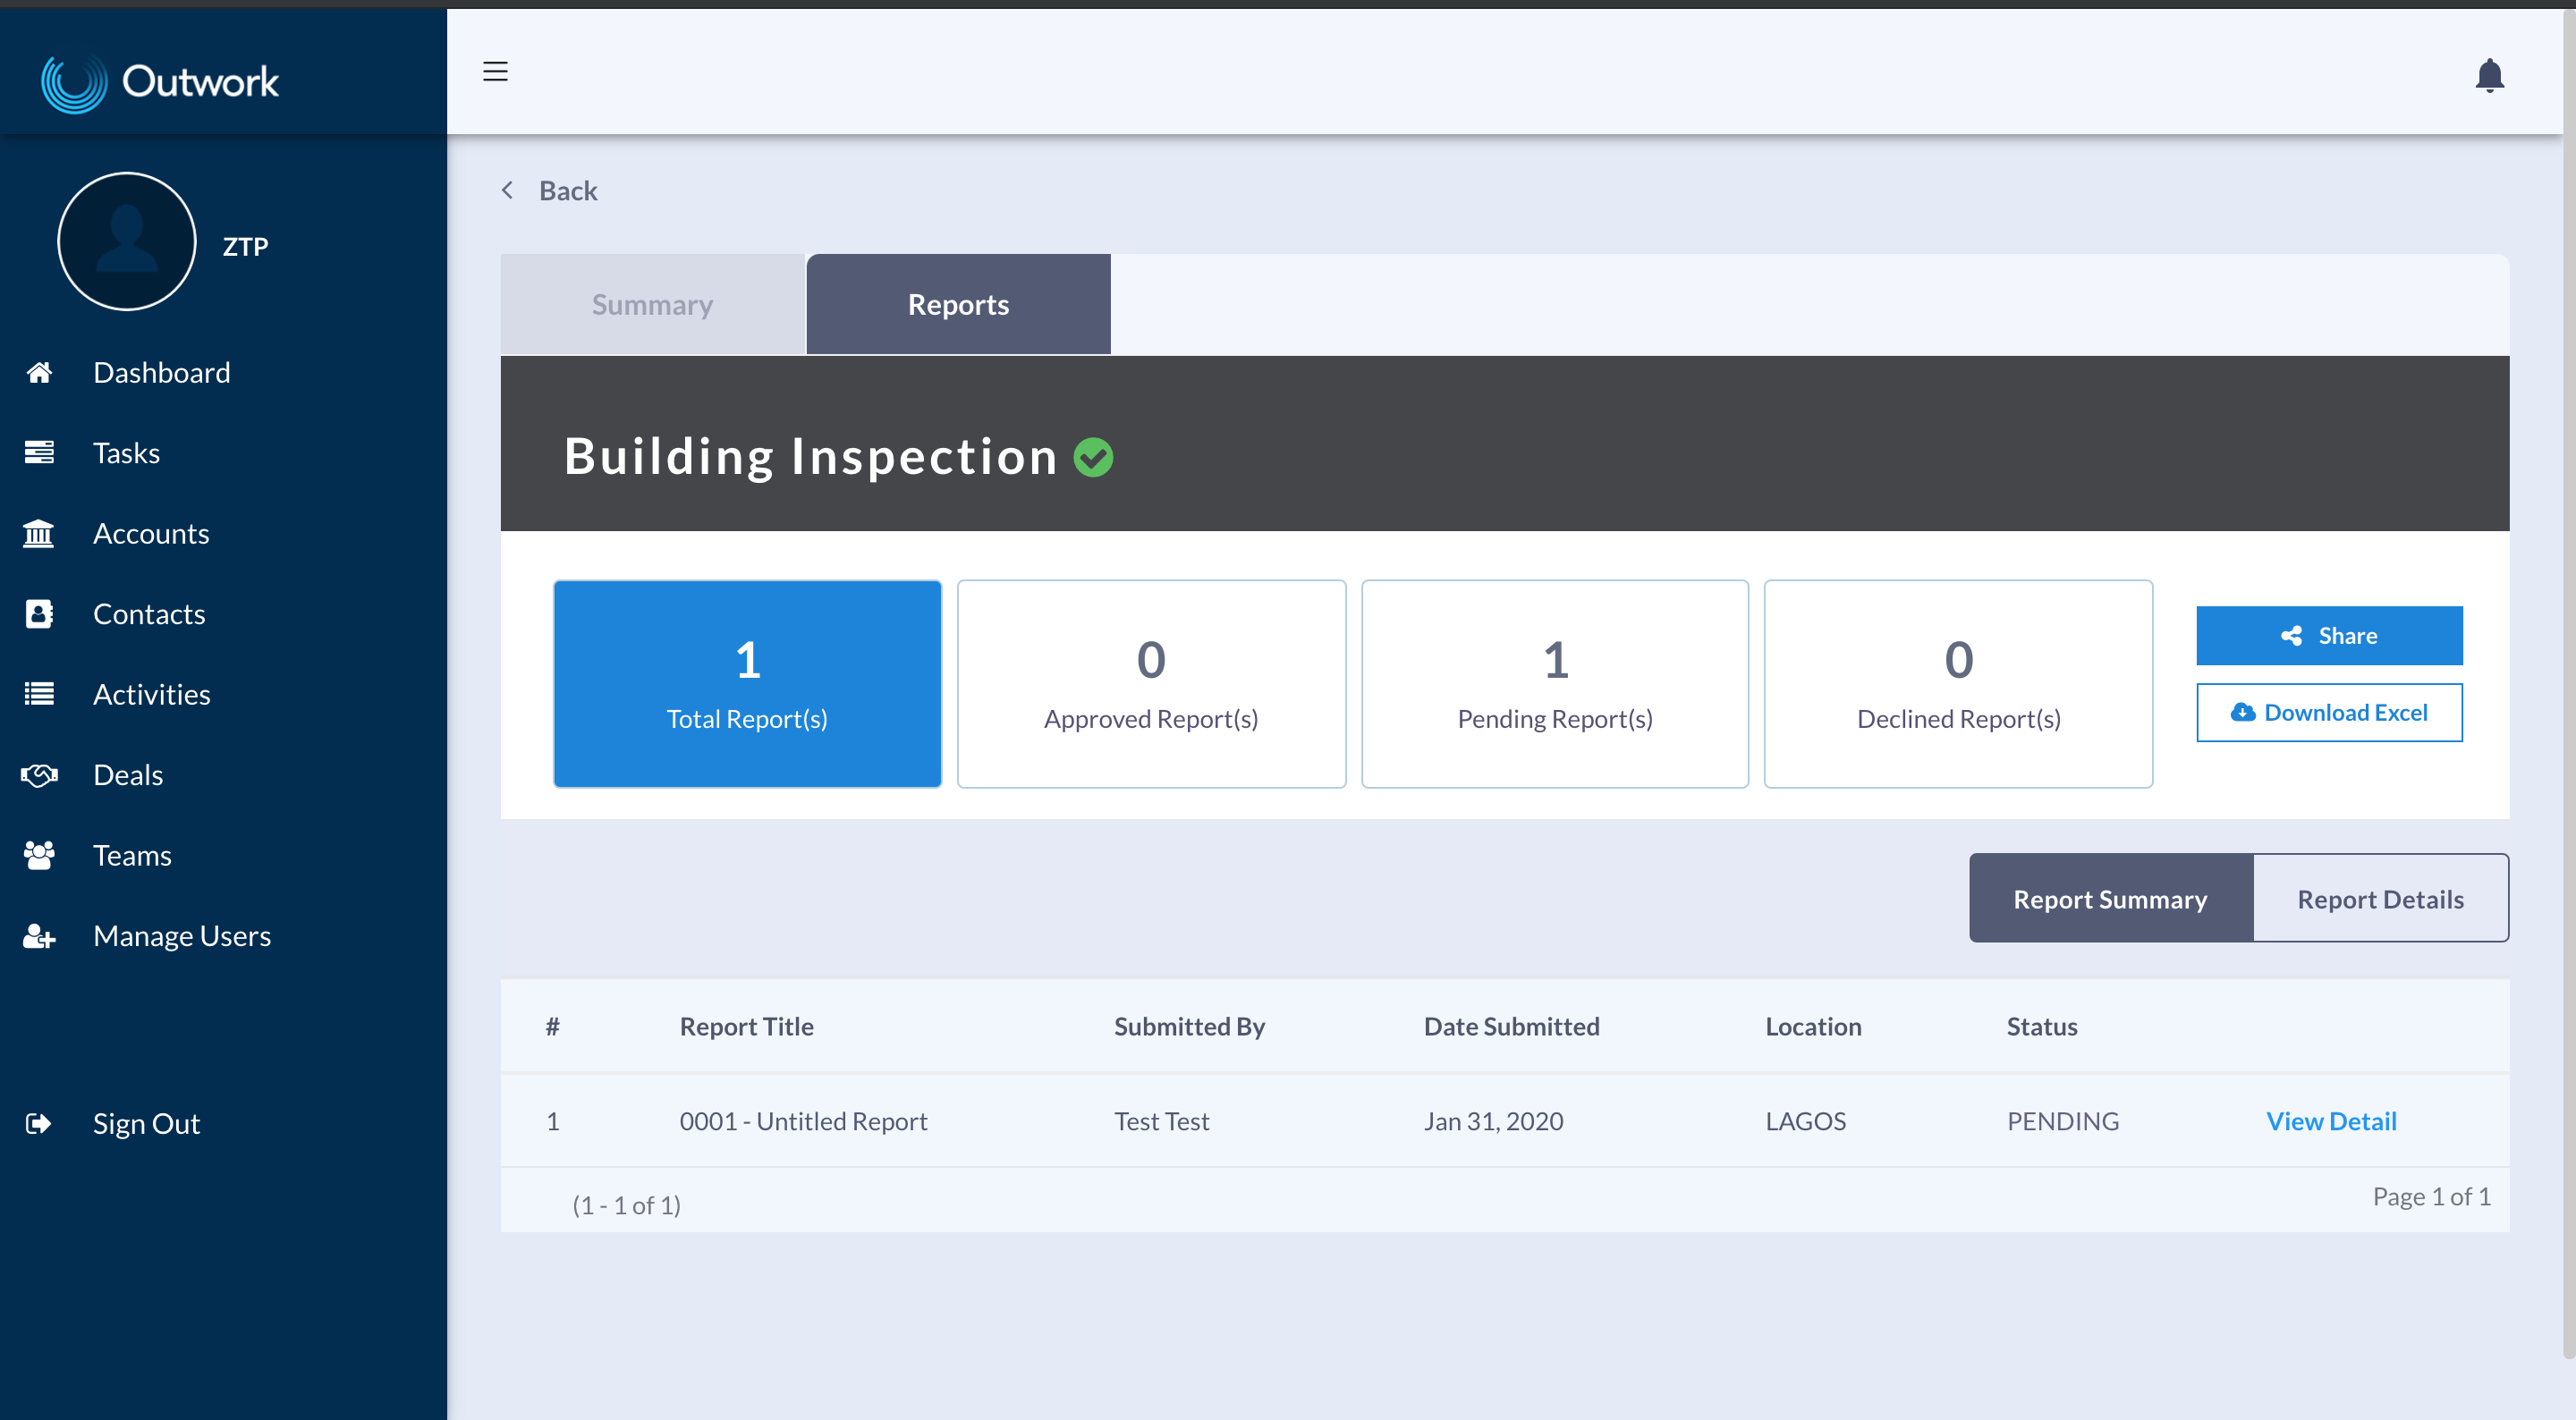 Outwork
ZTP
Dashboard
Tasks
Accounts
Contacts
Activities
Deals
Teams
Manage Users
Sign Out
Back
Summary
Reports
Building Inspection
1
Total Report(s)
0
Approved Report(s)
1
Pending Report(s)
0
Declined Report(s)
Share
Download Excel
Report Summary
Report Details
# Report Title Submitted By Date Submitted Location Status
1 0001 - Untitled Report Test Test Jan 31, 2020 LAGOS PENDING View Detail
(1 - 1 of 1)
Page 1 of 1